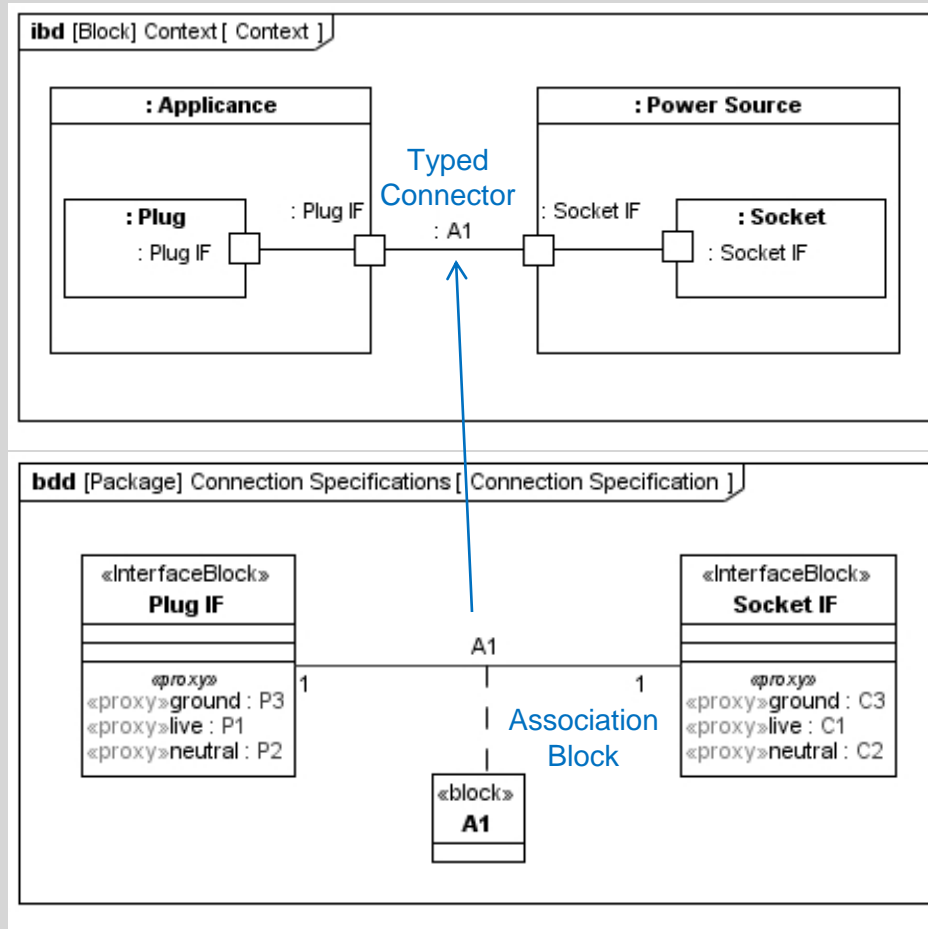 ibd [Block] Context [ Context ]
: Applicance
: Power Source
Typed
Connector
: Plug IF
: Socket IF
: Plug
: Socket
: A1
: Plug IF
: Socket IF
bdd [Package] Connection Specifications [ Connection Specification ]
«InterfaceBlock»
Plug IF
«InterfaceBlock»
Socket IF
A1
«proxy»
«proxy»ground : P3
«proxy»live : P1
«proxy»neutral : P2
1
1
«proxy»
«proxy»ground : C3
«proxy»live : C1
«proxy»neutral : C2
Association
Block
«block»
A1